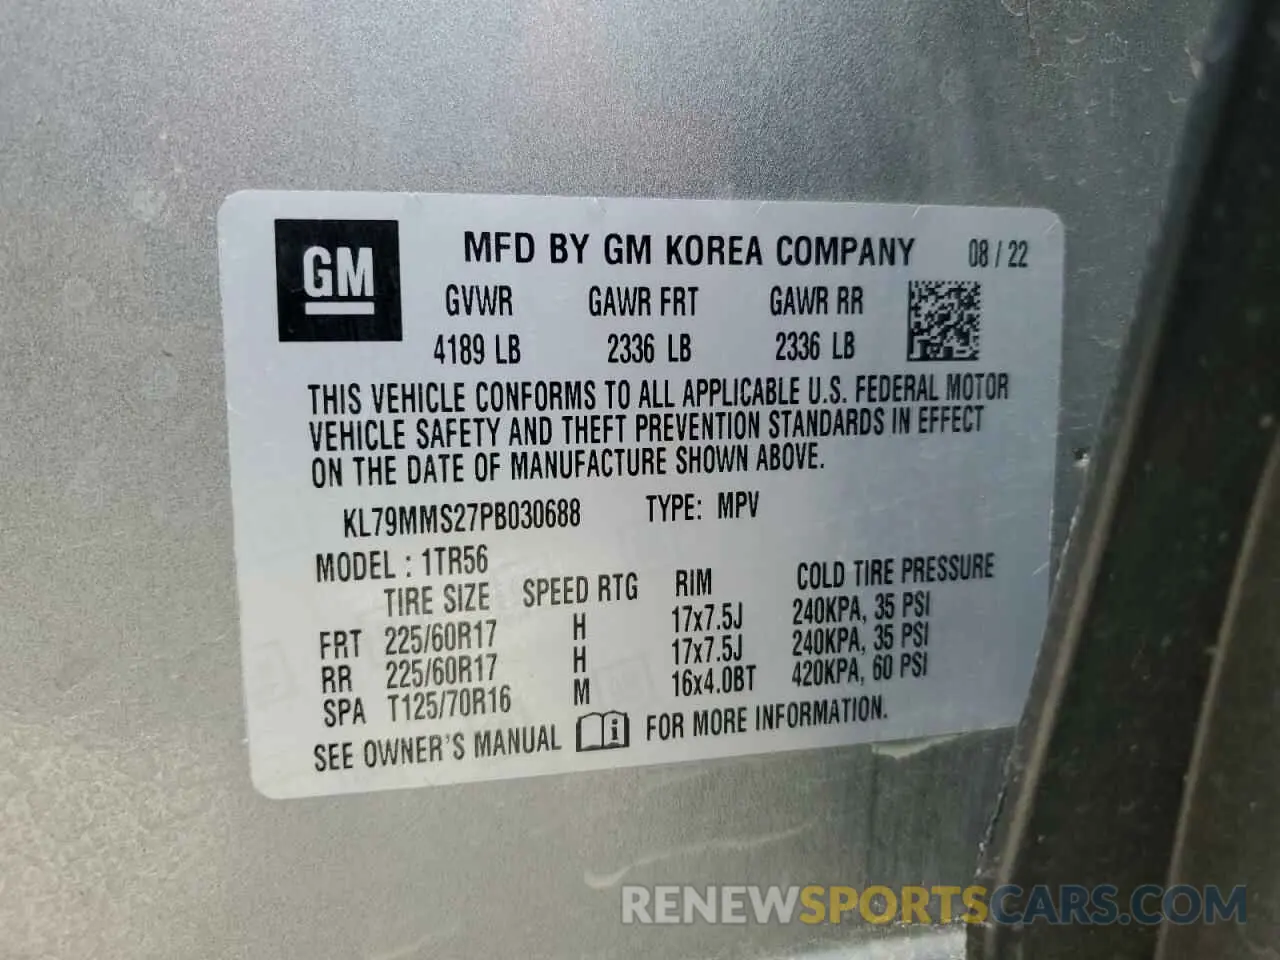 GM
MFD BY GM KOREA COMPANY 08 / 22
GVWR GAWR FRT GAWR RR
4189 LB 2336 LB 2336 LB
THIS VEHICLE CONFORMS TO ALL APPLICABLE U.S. FEDERAL MOTOR
VEHICLE SAFETY AND THEFT PREVENTION STANDARDS IN EFFECT
ON THE DATE OF MANUFACTURE SHOWN ABOVE.
KL79MMS27PB030688 TYPE: MPV
MODEL : 1TR56
TIRE SIZE SPEED RTG RIM COLD TIRE PRESSURE
FRT 225/60R17 H 17x7.5J 240KPA, 35 PSI
RR 225/60R17 H 17x7.5J 240KPA, 35 PSI
SPA T125/70R16 M 16x4.0BT 420KPA, 60 PSI
SEE OWNER'S MANUAL i FOR MORE INFORMATION.
RENEWSPORTSCARS.COM